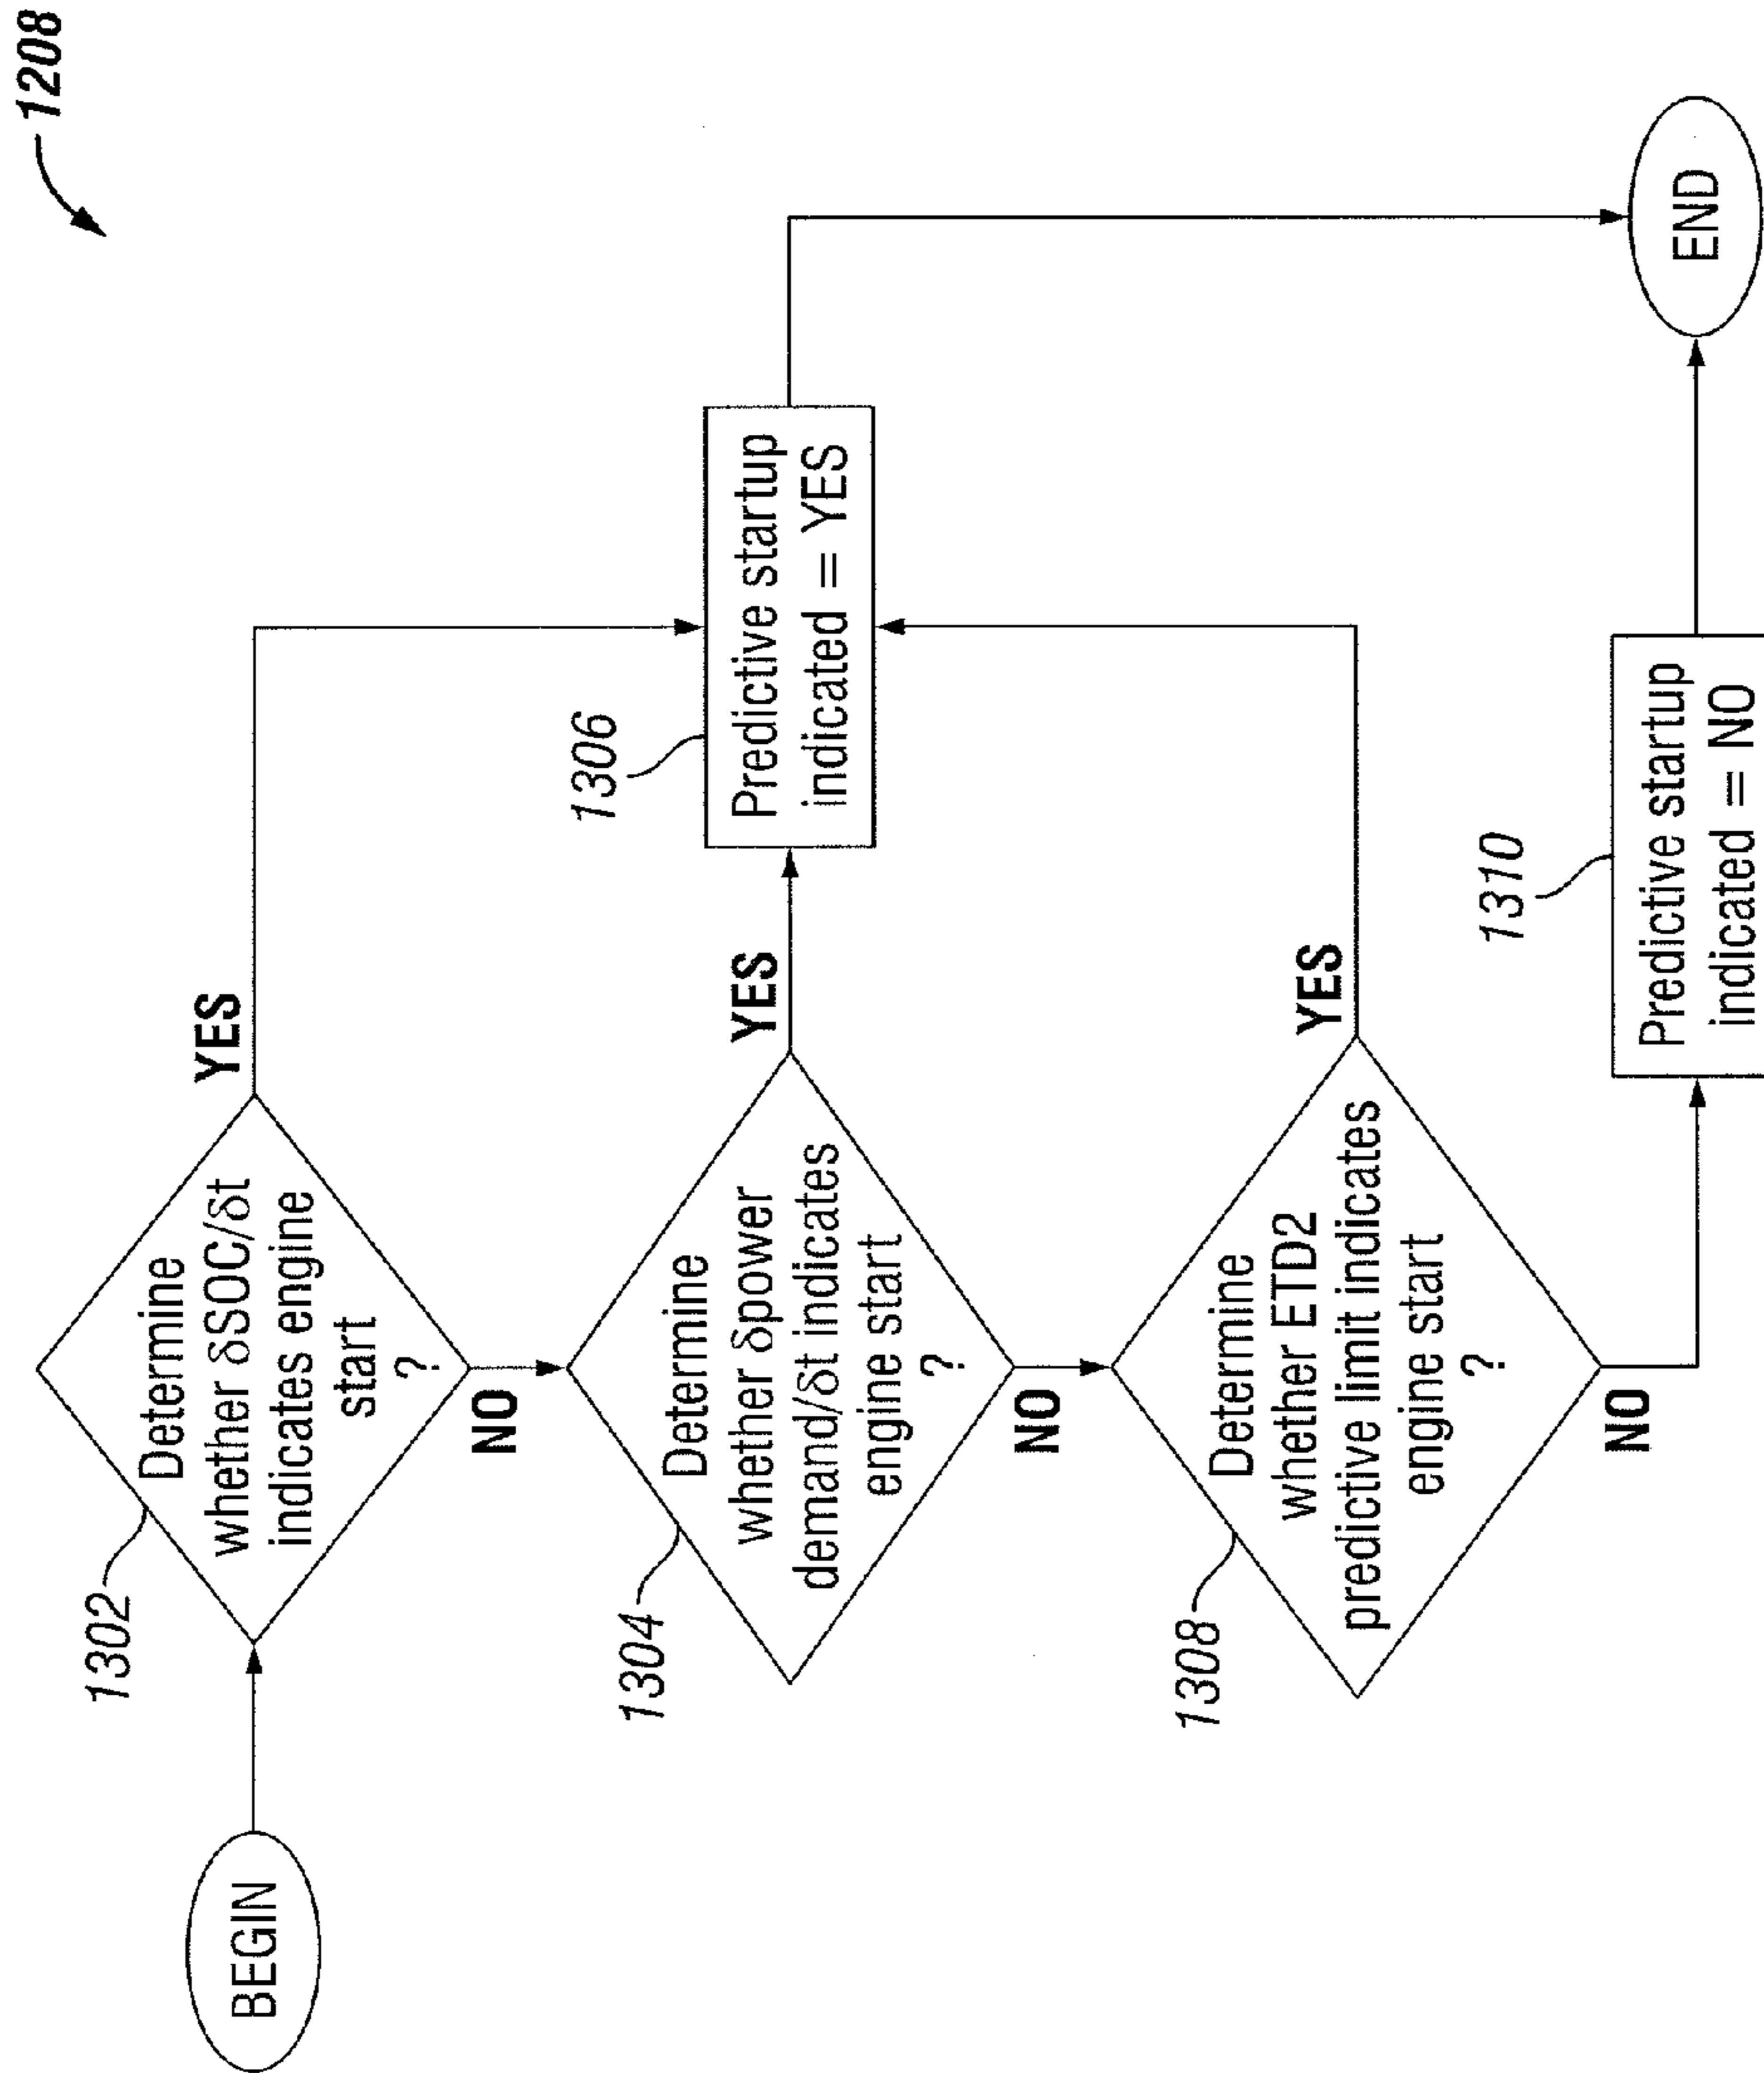 1208
BEGIN
1302
Determine
whether δSOC/δt
indicates engine
start
?
YES
NO
1304
Determine
whether δpower
demand/δt indicates
engine start
?
YES
NO
1306
Predictive startup
indicated = YES
1308
Determine
whether ETD2
predictive limit indicates
engine start
?
YES
NO
1310
Predictive startup
indicated = NO
END